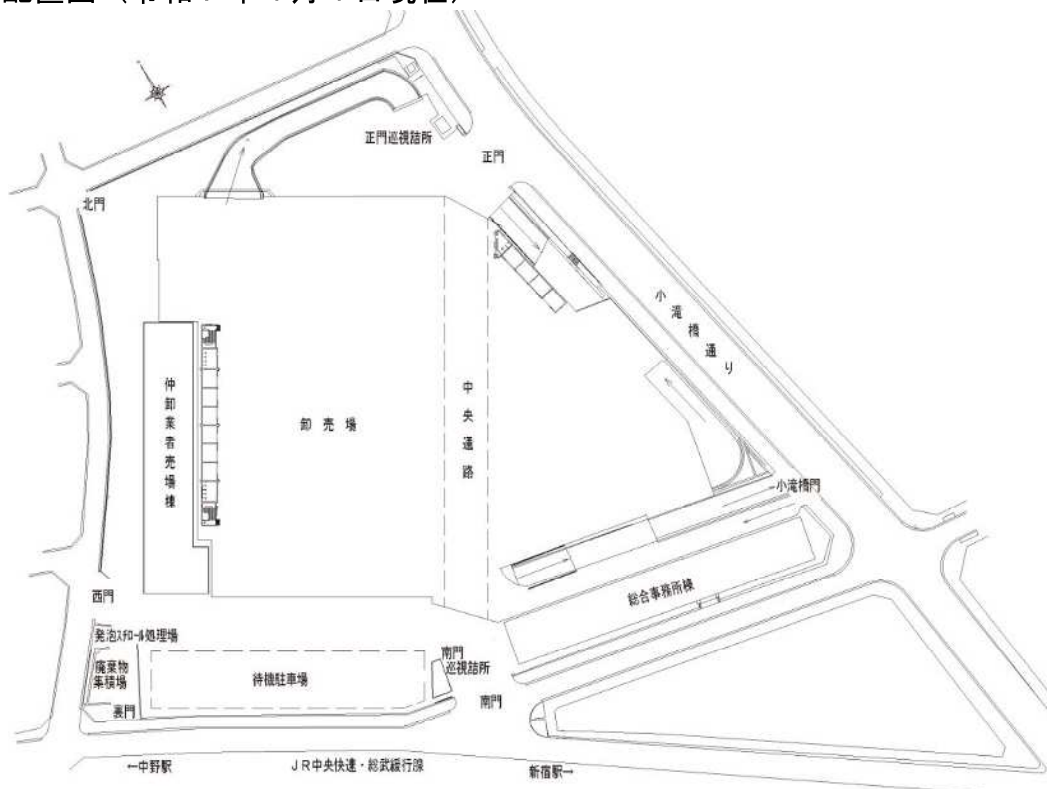 正門巡視詰所
正門
北門
小滝橋通り
仲卸業者売場棟
卸売場
中央通路
小滝橋門
総合事務所棟
西門
発泡スチロール処理場
廃棄物
集積場
待機駐車場
南門
巡視詰所
南門
裏門
←中野駅
JR中央快速・総武緩行線
新宿駅→